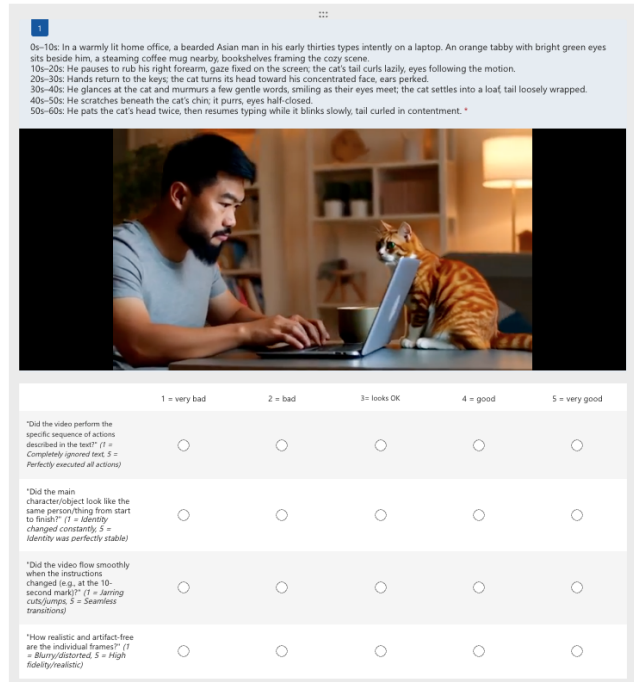 1
0s–10s: In a warmly lit home office, a bearded Asian man in his early thirties types intently on a laptop. An orange tabby with bright green eyes
sits beside him, a steaming coffee mug nearby, bookshelves framing the cozy scene.
10s–20s: He pauses to rub his right forearm, gaze fixed on the screen; the cat's tail curls lazily, eyes following the motion.
20s–30s: Hands return to the keys; the cat turns its head toward his concentrated face, ears perked.
30s–40s: He glances at the cat and murmurs a few gentle words, smiling as their eyes meet; the cat settles into a loaf, tail loosely wrapped.
40s–50s: He scratches beneath the cat's chin; it purrs, eyes half-closed.
50s–60s: He pats the cat's head twice, then resumes typing while it blinks slowly, tail curled in contentment. *
1 = very bad
2 = bad
3= looks OK
4 = good
5 = very good
"Did the video perform the
specific sequence of actions
described in the text?" (1 =
Completely ignored text, 5 =
Perfectly executed all actions)
"Did the main
character/object look like the
same person/thing from start
to finish?" (1 = Identity
changed constantly, 5 =
Identity was perfectly stable)
"Did the video flow smoothly
when the instructions
changed (e.g., at the 10-
second mark)?" (1 = Jarring
cuts/jumps, 5 = Seamless
transitions)
"How realistic and artifact-free
are the individual frames?" (1
= Blurry/distorted, 5 = High
fidelity/realistic)